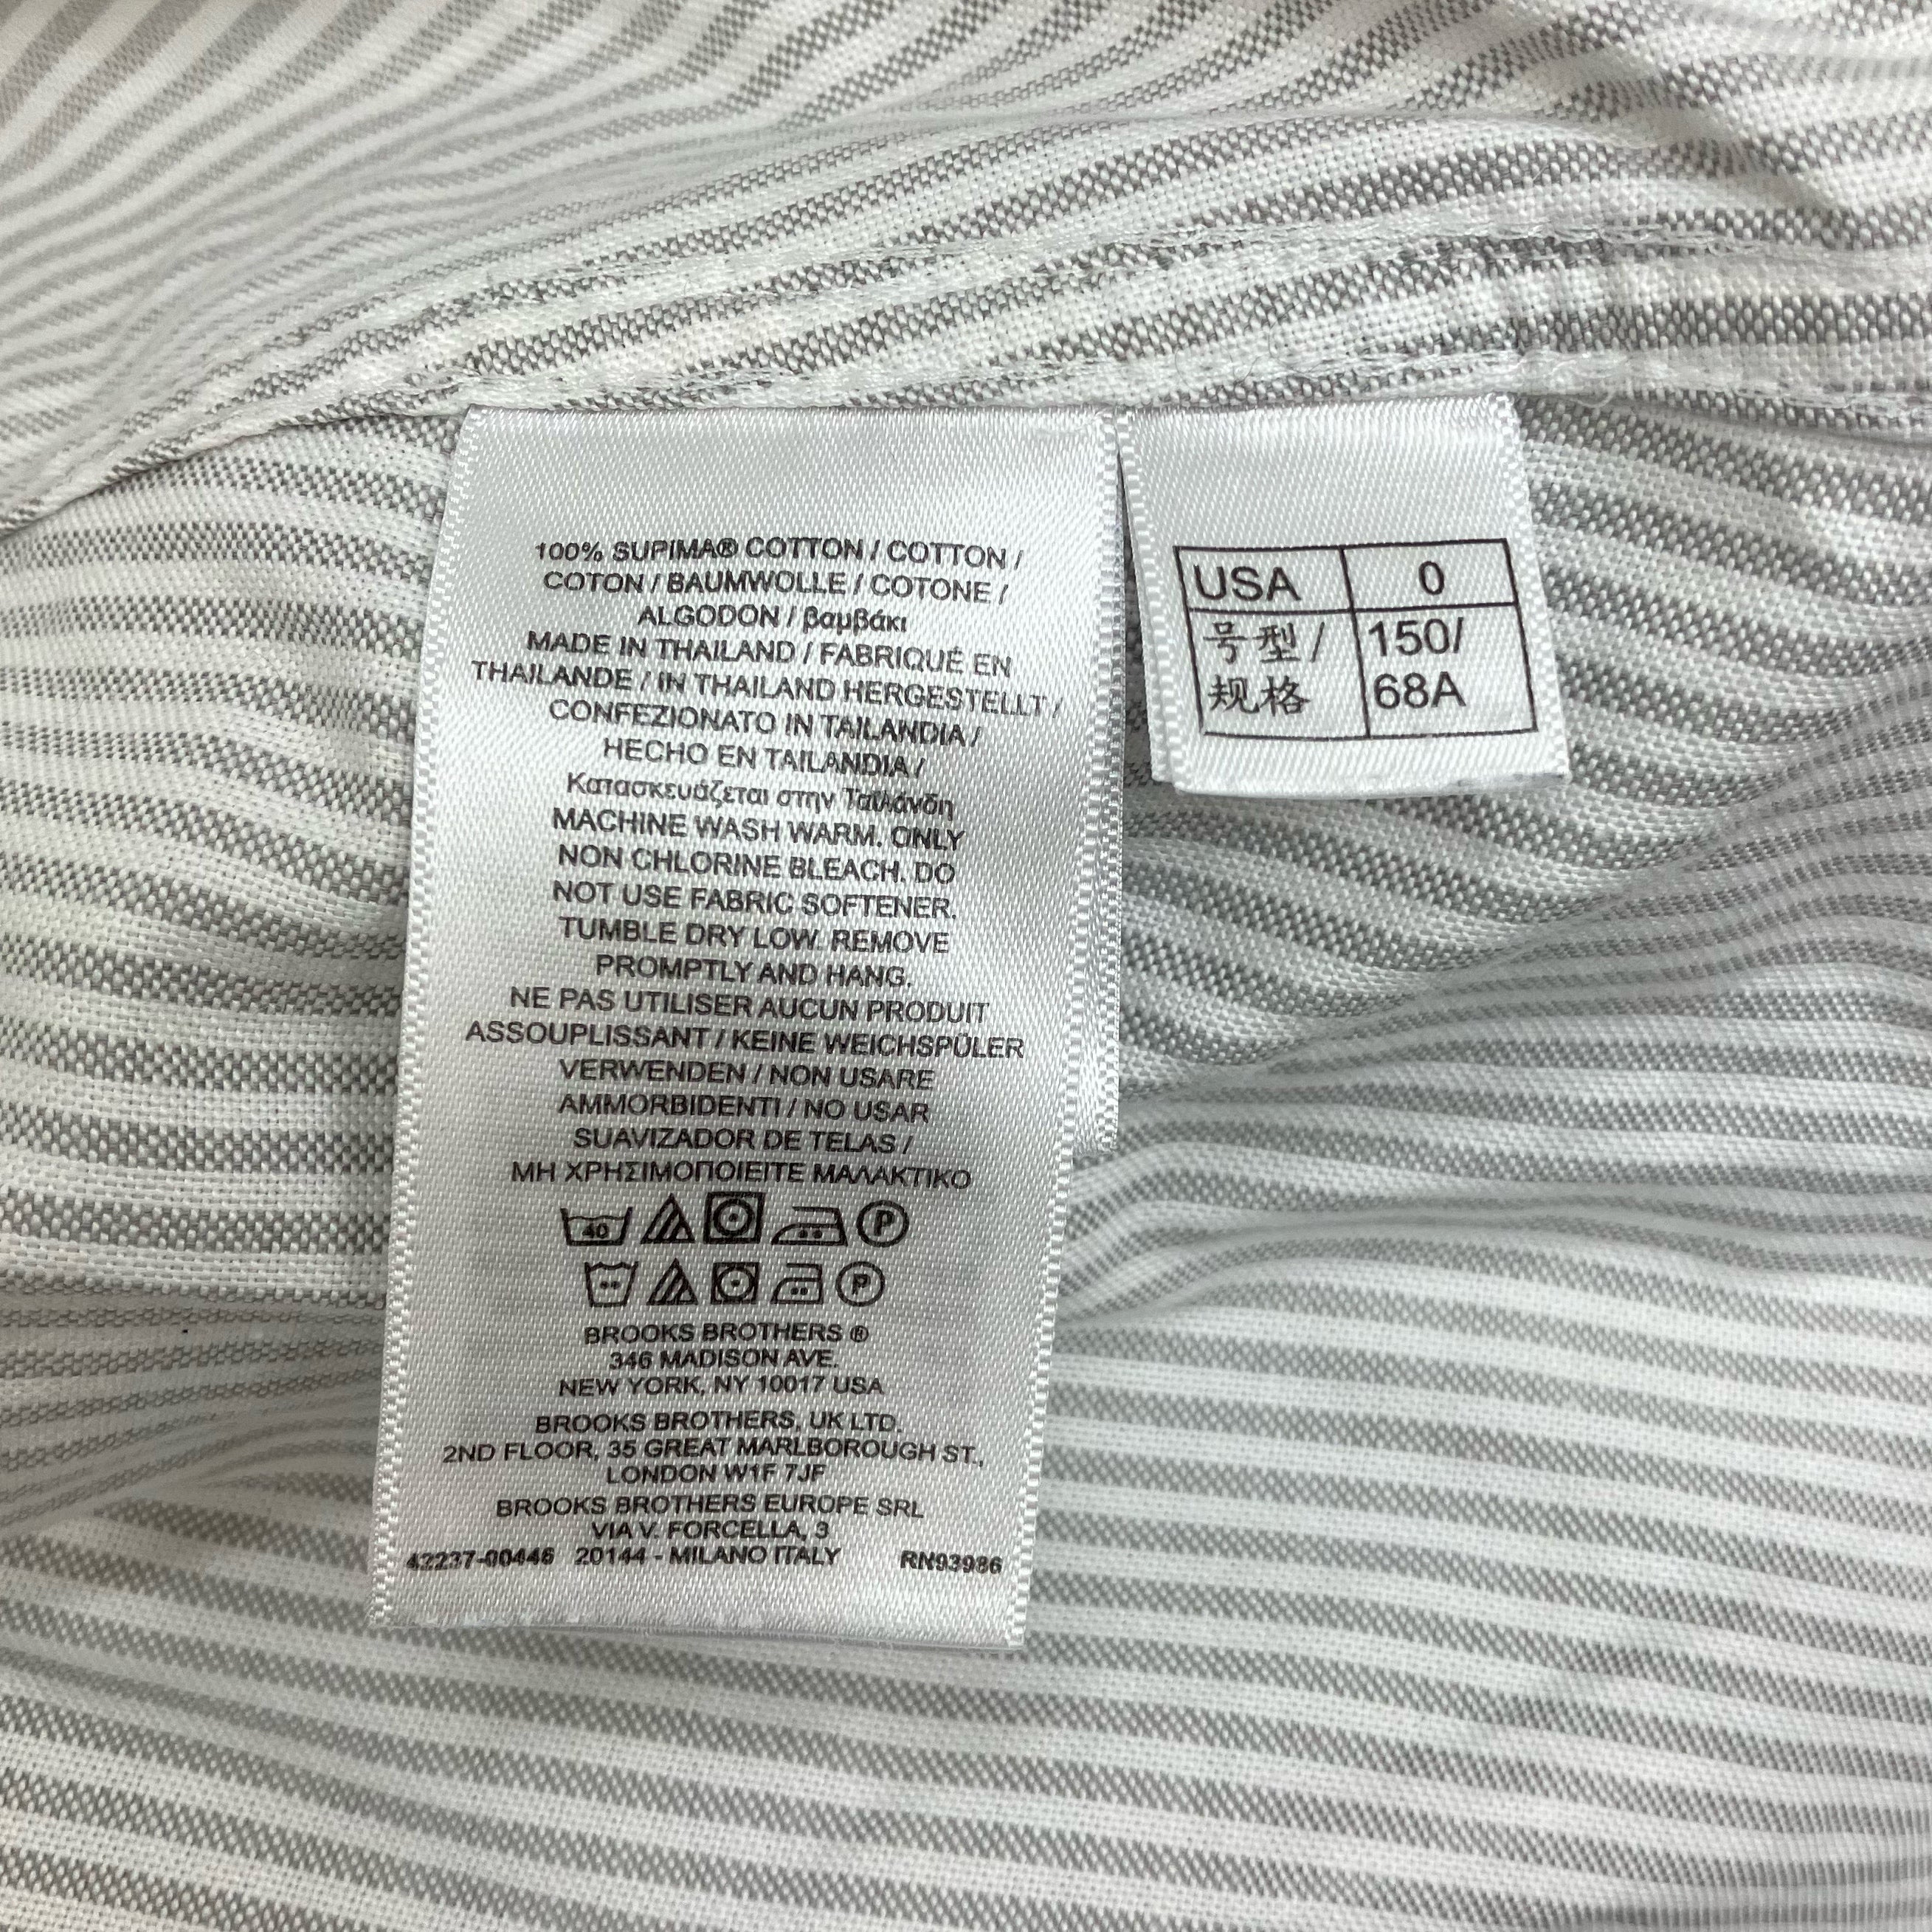 100% SUPIMA® COTTON / COTTON /
COTON / BAUMWOLLE / COTONE /
ALGODON / βαμβάκι
MADE IN THAILAND / FABRIQUÉ EN
THAILANDE / IN THAILAND HERGESTELLT /
CONFEZIONATO IN TAILANDIA /
HECHO EN TAILANDIA /
Κατασκευάζεται στην Ταϊλάνδη
MACHINE WASH WARM. ONLY
NON CHLORINE BLEACH. DO
NOT USE FABRIC SOFTENER.
TUMBLE DRY LOW. REMOVE
PROMPTLY AND HANG.
NE PAS UTILISER AUCUN PRODUIT
ASSOUPLISSANT / KEINE WEICHSPÜLER
VERWENDEN / NON USARE
AMMORBIDENTI / NO USAR
SUAVIZADOR DE TELAS /
ΜΗ ΧΡΗΣΙΜΟΠΟΙΕΙΤΕ ΜΑΛΑΚΤΙΚΟ
40 P
P
BROOKS BROTHERS ®
346 MADISON AVE.
NEW YORK, NY 10017 USA
BROOKS BROTHERS, UK LTD.
2ND FLOOR, 35 GREAT MARLBOROUGH ST.,
LONDON W1F 7JF
BROOKS BROTHERS EUROPE SRL
VIA V. FORCELLA, 3
42237-00446 20144 - MILANO ITALY RN93986
USA 0
号型 / 150/
规格 68A